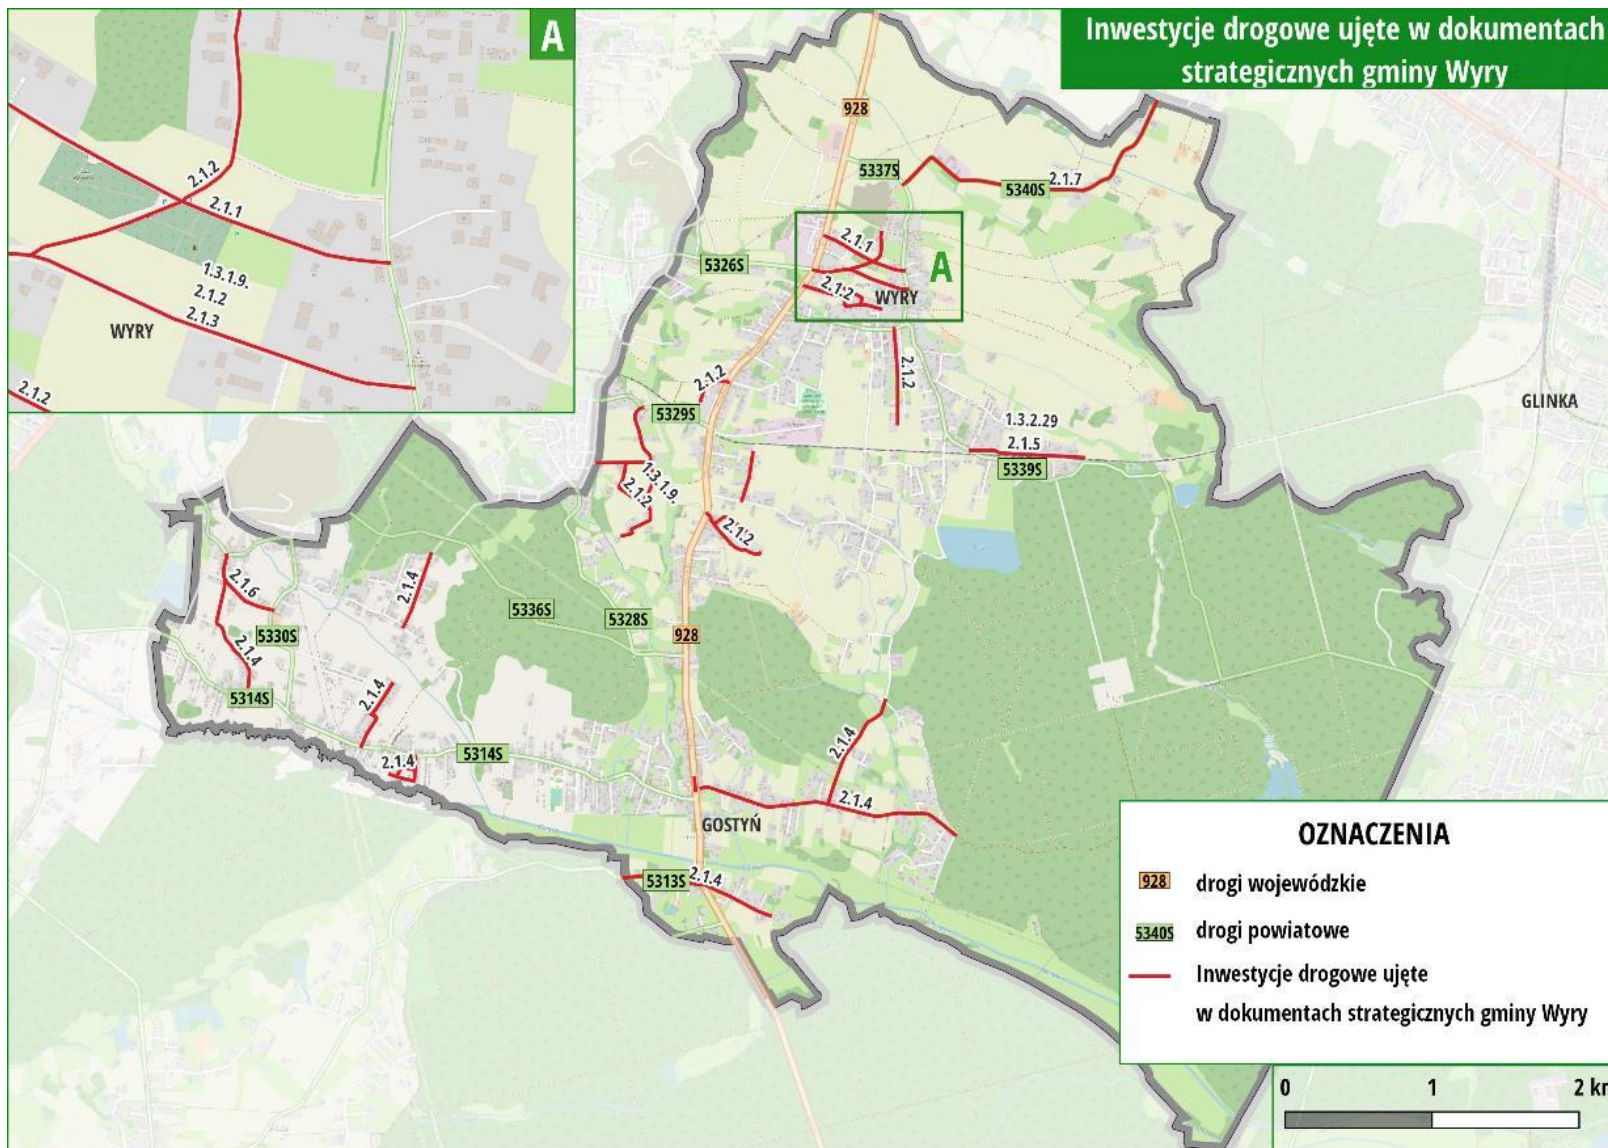 Inwestycje drogowe ujęte w dokumentach
strategicznych gminy Wyry
A
2.1.2
2.1.1
1.3.1.9.
2.1.2
2.1.3
WYRY
2.1.2
928
5337S
5340S
2.1.7
2.1.1
A
5326S
2.1.2
WYRY
2.1.2
2.1.2
5329S
1.3.2.29
2.1.5
5339S
GLINKA
1.3.1.9.
2.1.2
2.1.2
2.1.6
2.1.4
5336S
5328S
5330S
928
2.1.4
5314S
2.1.4
2.1.4
5314S
2.1.4
2.1.4
GOSTYŃ
5313S
2.1.4
OZNACZENIA
928 drogi wojewódzkie
5340S drogi powiatowe
Inwestycje drogowe ujęte
w dokumentach strategicznych gminy Wyry
0 1 2 km